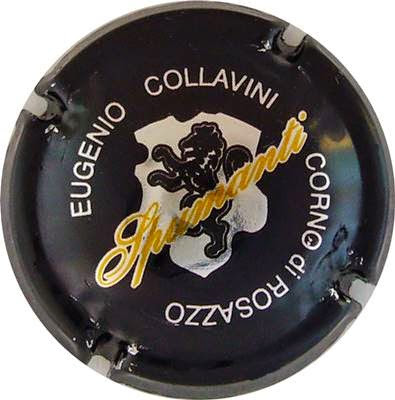 EUGENIO COLLAVINI
Spumanti
CORNO di ROSAZZO